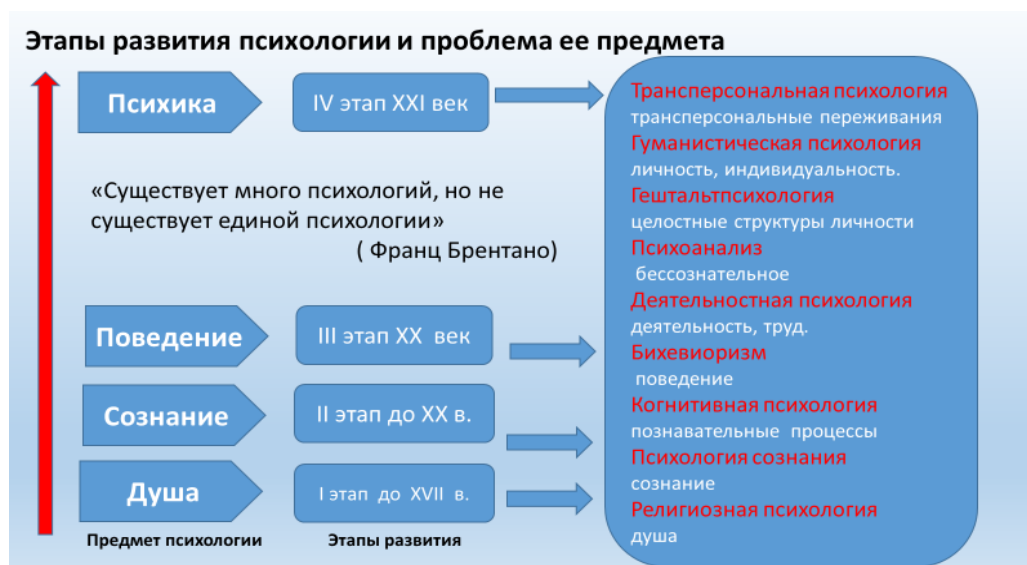 Этапы развития психологии и проблема ее предмета
Психика
IV этап XXI век
«Существует много психологий, но не
существует единой психологии»
( Франц Брентано)
Поведение
III этап XX  век
Сознание
II этап до XX в.
Душа
I этап  до XVII  в.
Предмет психологии
Этапы развития
Трансперсональная психология
трансперсональные переживания
Гуманистическая психология
личность, индивидуальность.
Гештальтпсихология
целостные структуры личности
Психоанализ
бессознательное
Деятельностная психология
деятельность, труд.
Бихевиоризм
поведение
Когнитивная психология
познавательные  процессы
Психология сознания
сознание
Религиозная психология
душа